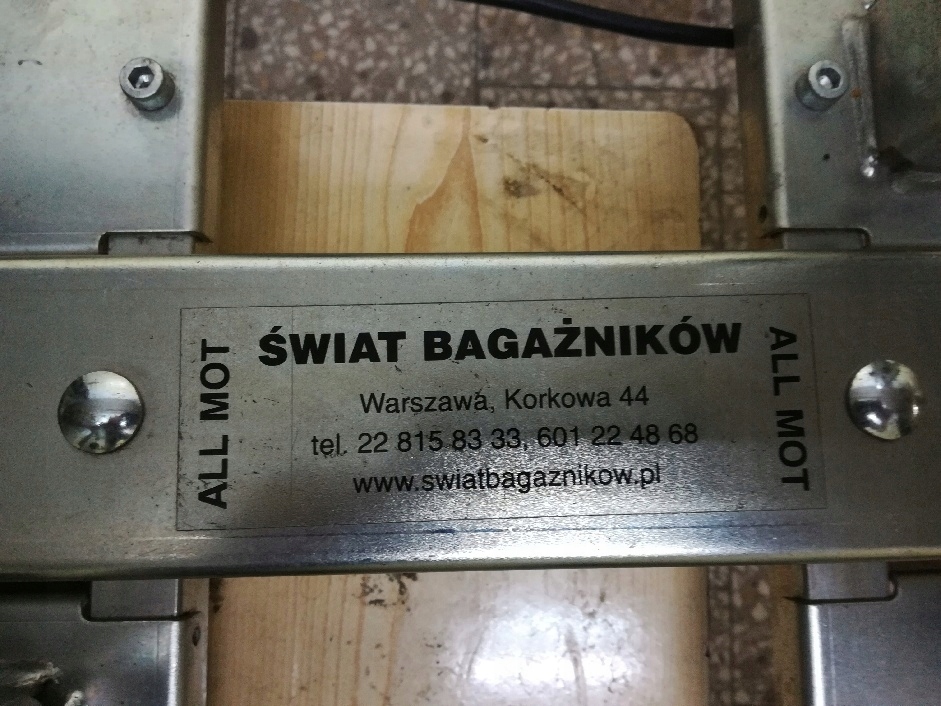 ALL MOT
ŚWIAT BAGAŻNIKÓW
Warszawa, Korkowa 44
tel. 22 815 83 33, 601 22 48 68
www.swiatbagaznikow.pl
ALL MOT